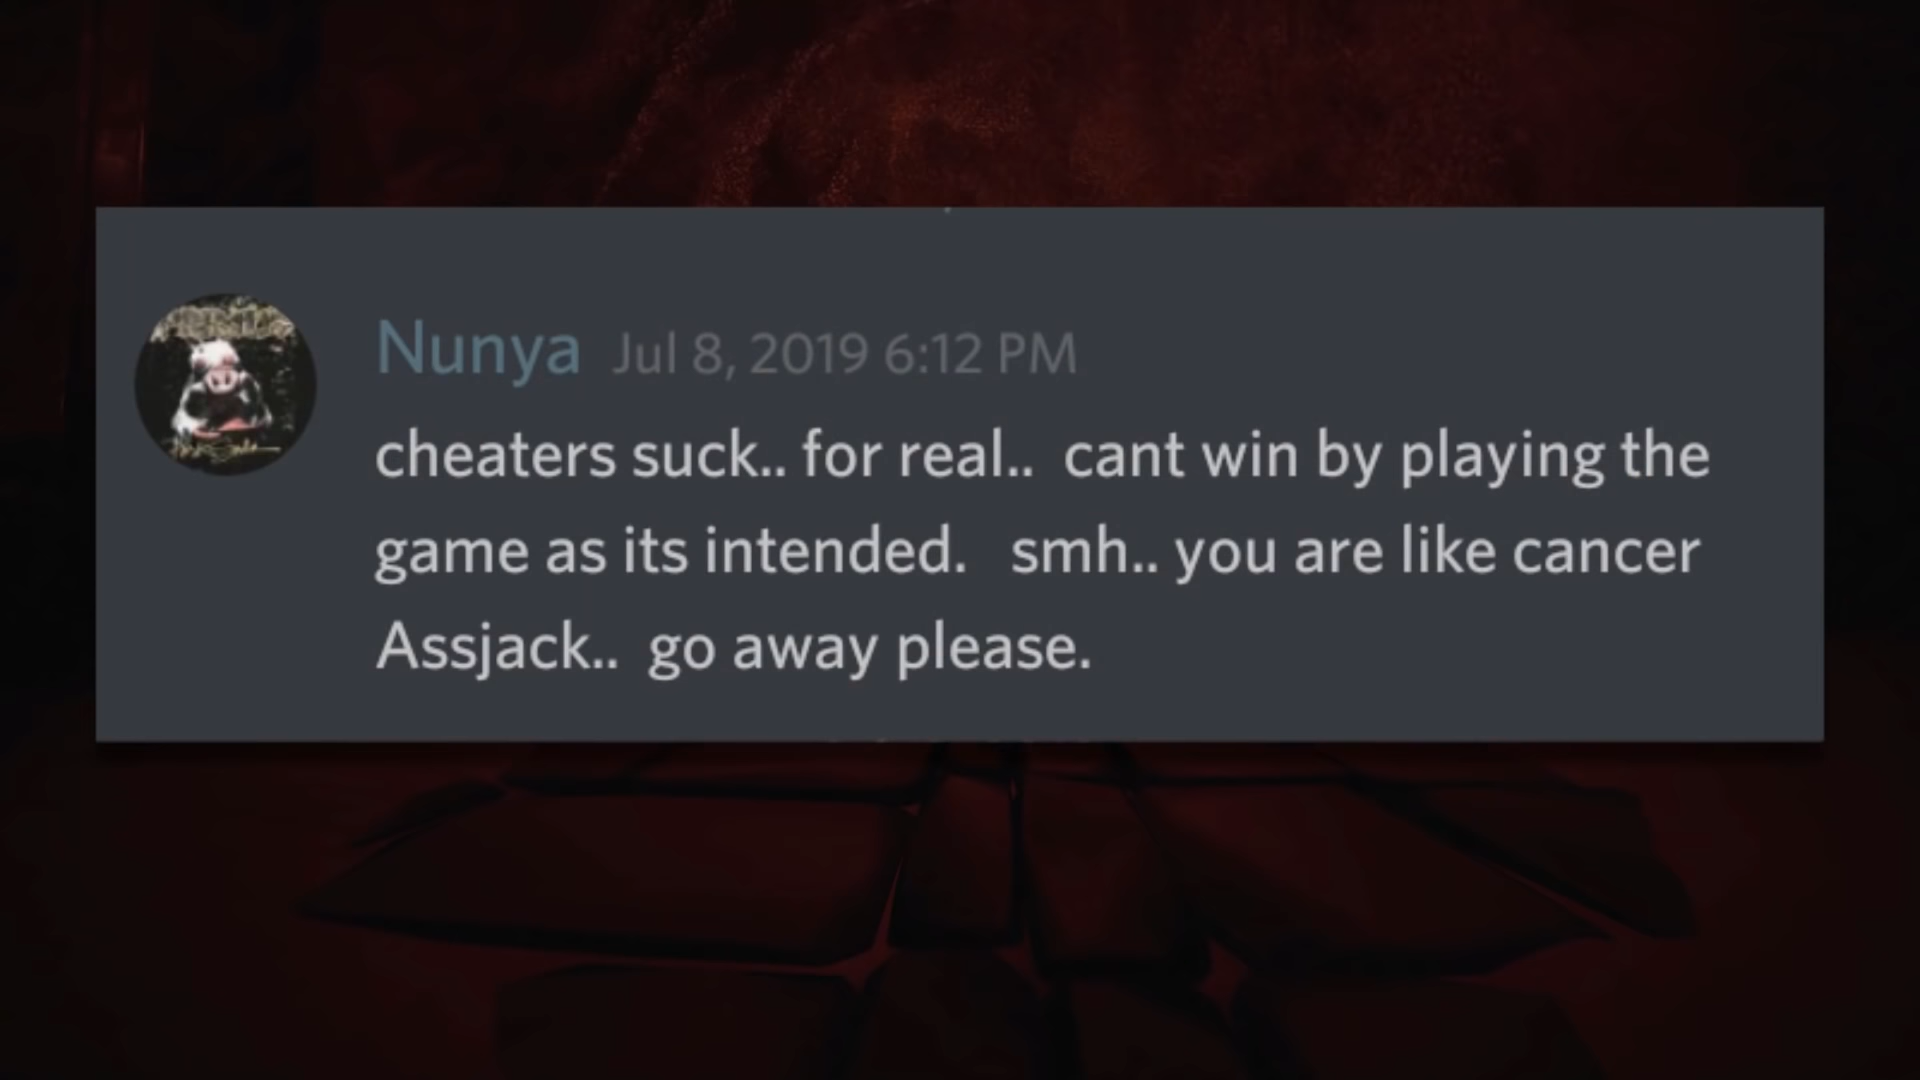 Nunya Jul 8, 2019 6:12 PM
cheaters suck.. for real..  cant win by playing the
game as its intended.   smh.. you are like cancer
Assjack..  go away please.